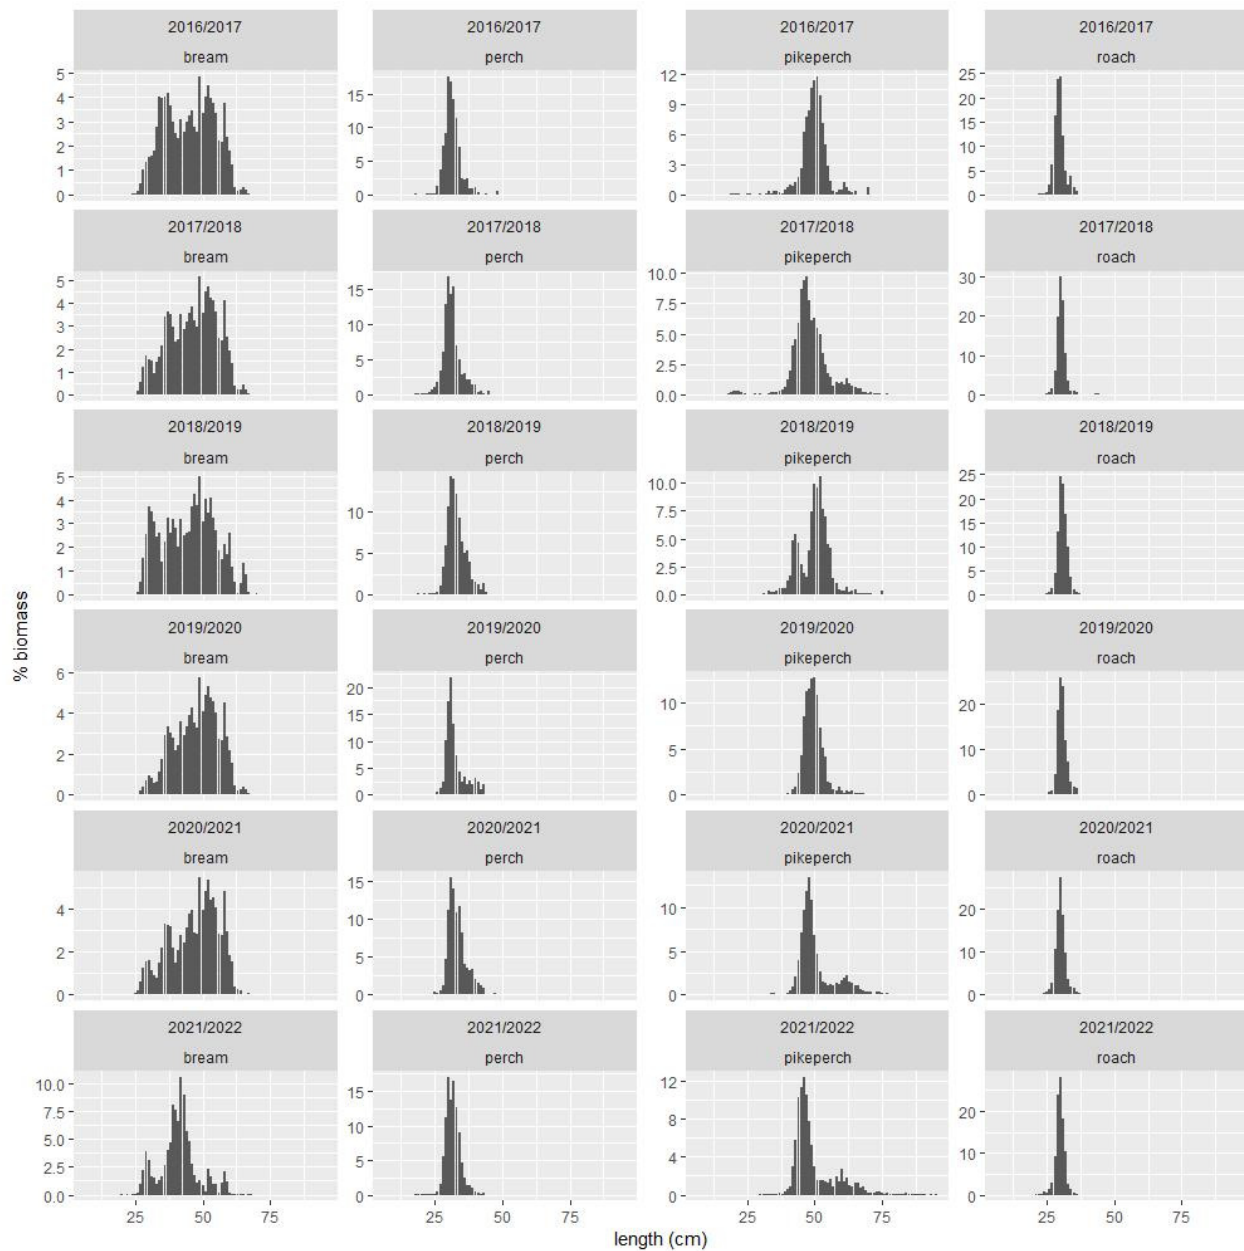 2016/2017 2016/2017 2016/2017 2016/2017
bream perch pikeperch roach
5 4 3 2 1 0
15 10 5 0
12 9 6 3 0
25 20 15 10 5 0
2017/2018 2017/2018 2017/2018 2017/2018
bream perch pikeperch roach
5 4 3 2 1 0
15 10 5 0
10.0 7.5 5.0 2.5 0.0
30 20 10 0
2018/2019 2018/2019 2018/2019 2018/2019
bream perch pikeperch roach
5 4 3 2 1 0
10 5 0
10.0 7.5 5.0 2.5 0.0
25 20 15 10 5 0
% biomass
2019/2020 2019/2020 2019/2020 2019/2020
bream perch pikeperch roach
6 4 2 0
20 15 10 5 0
10 5 0
20 10 0
2020/2021 2020/2021 2020/2021 2020/2021
bream perch pikeperch roach
4 2 0
15 10 5 0
10 5 0
20 10 0
2021/2022 2021/2022 2021/2022 2021/2022
bream perch pikeperch roach
10.0 7.5 5.0 2.5 0.0
15 10 5 0
12 8 4 0
20 10 0
25 50 75 25 50 75 25 50 75 25 50 75
length (cm)